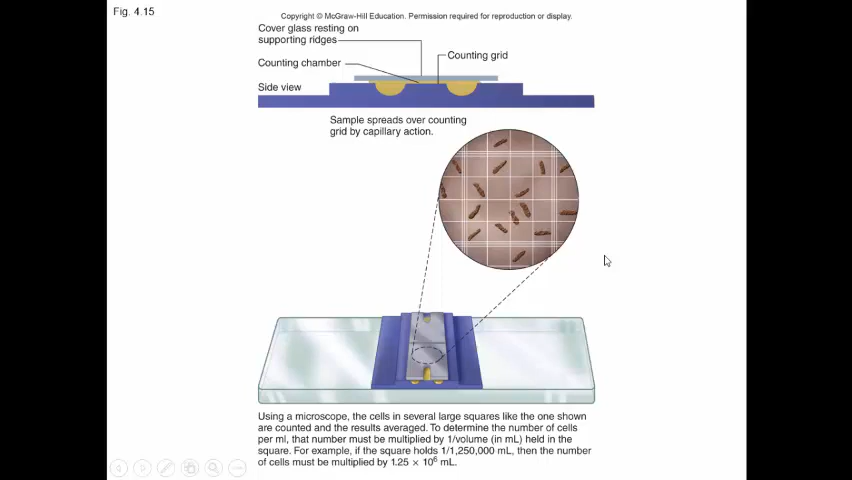 Fig. 4.15
Copyright © McGraw-Hill Education. Permission required for reproduction or display.
Cover glass resting on
supporting ridges
Counting grid
Counting chamber
Side view
Sample spreads over counting
grid by capillary action.
Using a microscope, the cells in several large squares like the one shown
are counted and the results averaged. To determine the number of cells
per ml, that number must be multiplied by 1/volume (in mL) held in the
square. For example, if the square holds 1/1,250,000 mL, then the number
of cells must be multiplied by 1.25 × 10⁶ mL.